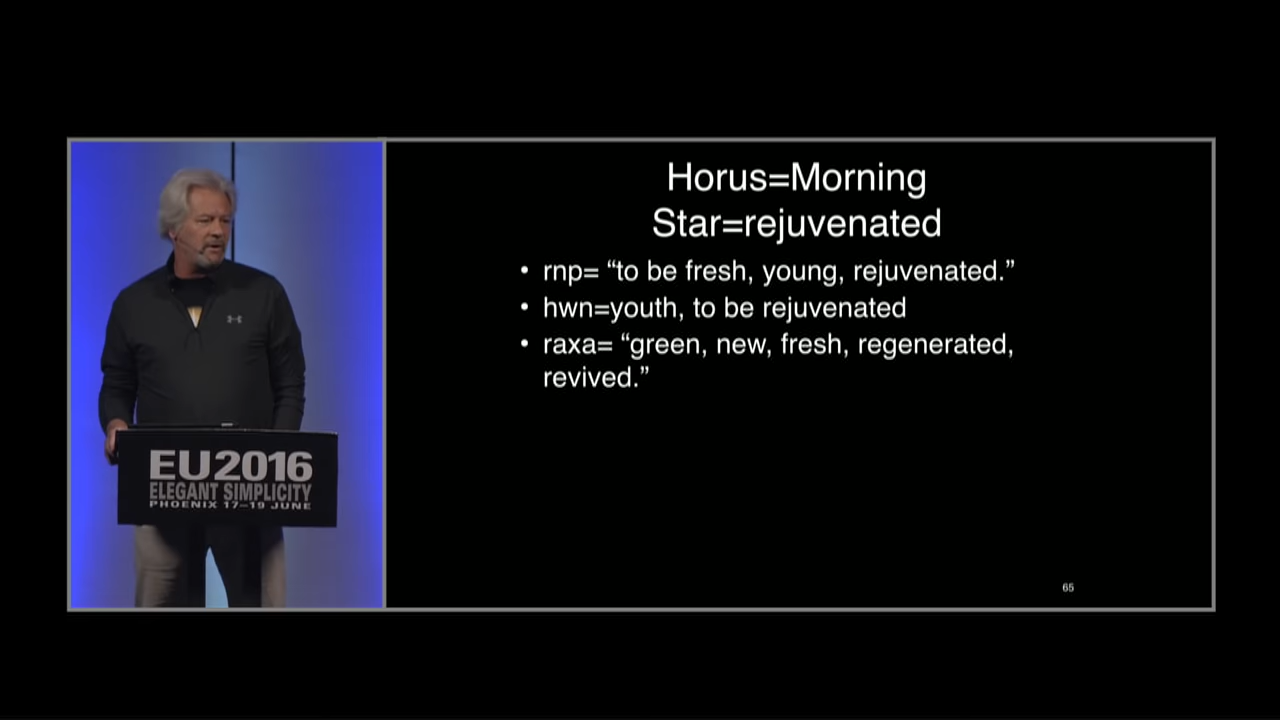 Horus=Morning
Star=rejuvenated
• rnp= “to be fresh, young, rejuvenated.”
• hwn=youth, to be rejuvenated
• raxa= “green, new, fresh, regenerated,
revived.”
65
EU2016
ELEGANT SIMPLICITY
PHOENIX 17–19 JUNE